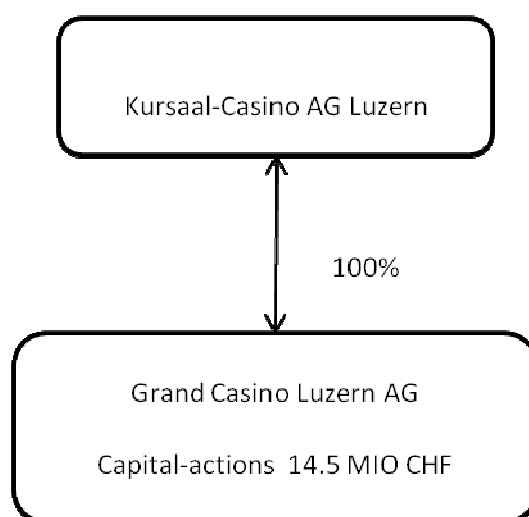 Kursaal-Casino AG Luzern
100%
Grand Casino Luzern AG
Capital-actions 14.5 MIO CHF